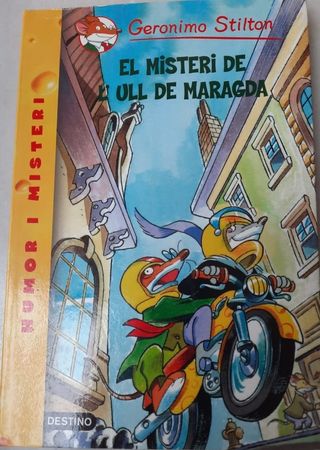 Geronimo Stilton
EL MISTERI DE
L'ULL DE MARAGDA
HUMOR I MISTERI
DESTINO